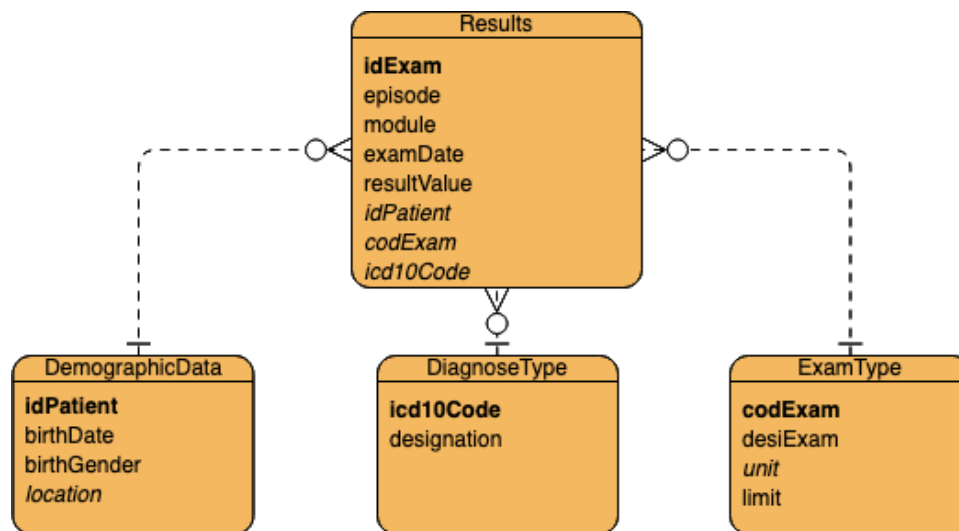 Results
idExam
episode
module
examDate
resultValue
idPatient
codExam
icd10Code
DemographicData
idPatient
birthDate
birthGender
location
DiagnoseType
icd10Code
designation
ExamType
codExam
desiExam
unit
limit